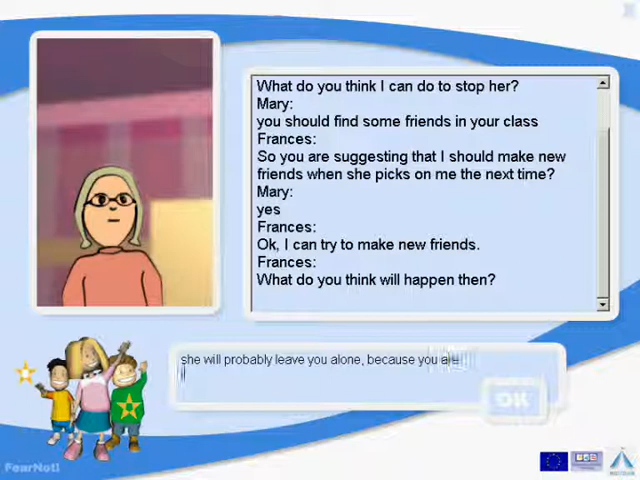 What do you think I can do to stop her?
Mary:
you should find some friends in your class
Frances:
So you are suggesting that I should make new
friends when she picks on me the next time?
Mary:
yes
Frances:
Ok, I can try to make new friends.
Frances:
What do you think will happen then?
she will probably leave you alone, because you are
OK
FearNot!